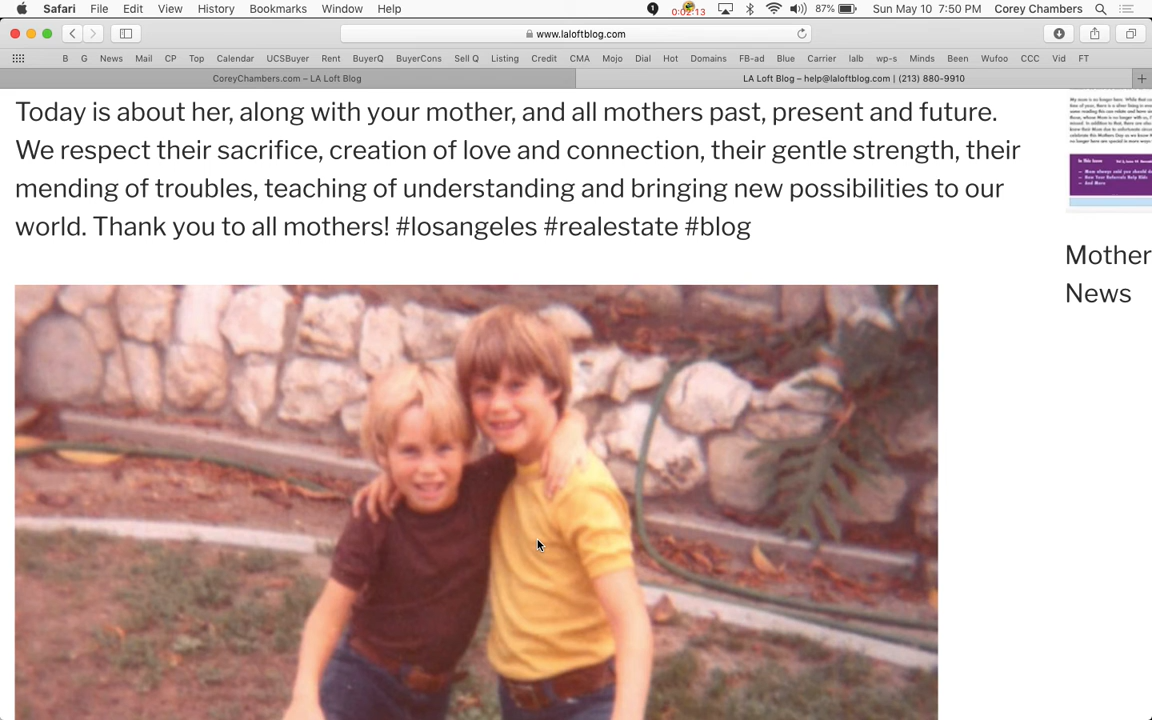 Safari File Edit View History Bookmarks Window Help 0:02:13 87% Sun May 10 7:50 PM Corey Chambers
www.laloftblog.com
B G News Mail CP Top Calendar UCSBuyer Rent BuyerQ BuyerCons Sell Q Listing Credit CMA Mojo Dial Hot Domains FB-ad Blue Carrier lalb wp-s Minds Been Wufoo CCC Vid FT
CoreyChambers.com – LA Loft Blog
LA Loft Blog – help@laloftblog.com | (213) 880-9910
Today is about her, along with your mother, and all mothers past, present and future.
We respect their sacrifice, creation of love and connection, their gentle strength, their
mending of troubles, teaching of understanding and bringing new possibilities to our
world. Thank you to all mothers! #losangeles #realestate #blog
In this issue
Mother
News